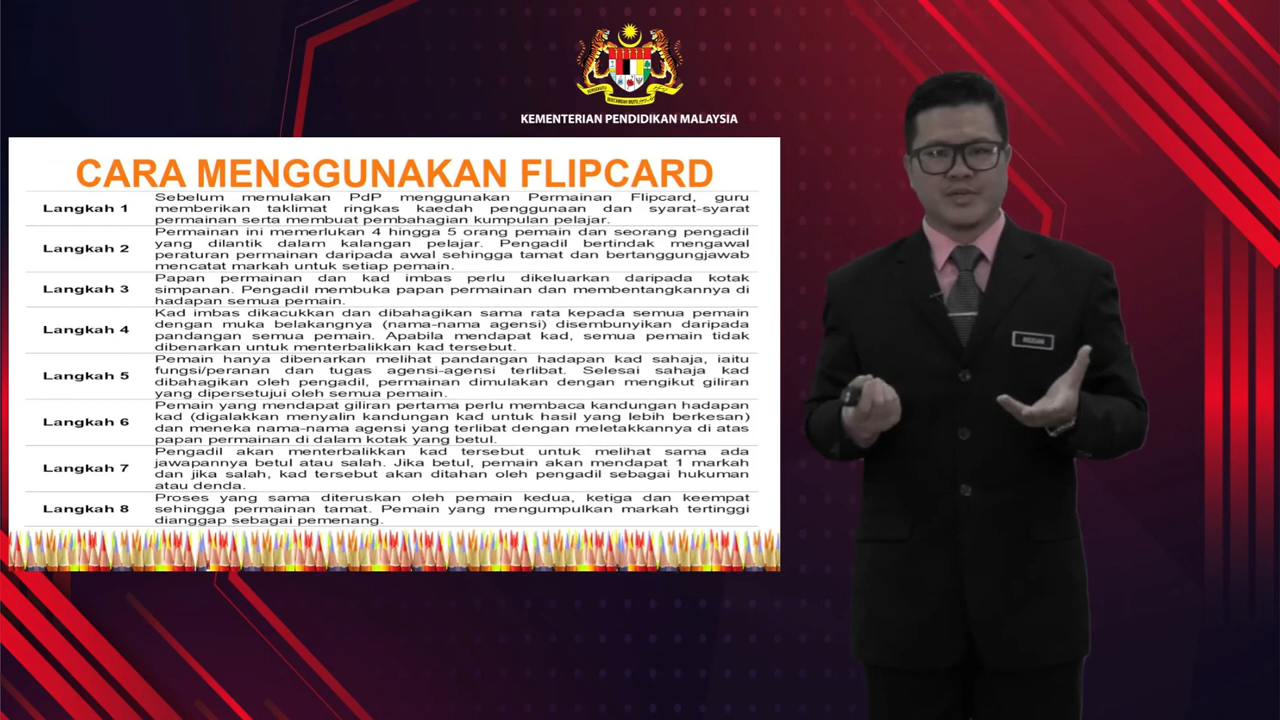 KEMENTERIAN PENDIDIKAN MALAYSIA
CARA MENGGUNAKAN FLIPCARD
Langkah 1
Sebelum memulakan PdP menggunakan Permainan Flipcard, guru
memberikan taklimat ringkas kaedah penggunaan dan syarat-syarat
permainan serta membuat pembahagian kumpulan pelajar.
Langkah 2
Permainan ini memerlukan 4 hingga 5 orang pemain dan seorang pengadil
yang dilantik dalam kalangan pelajar. Pengadil bertindak mengawal
peraturan permainan daripada awal sehingga tamat dan bertanggungjawab
mencatat markah untuk setiap pemain.
Langkah 3
Papan permainan dan kad imbas perlu dikeluarkan daripada kotak
simpanan. Pengadil membuka papan permainan dan membentangkannya di
hadapan semua pemain.
Langkah 4
Kad imbas dikacukkan dan dibahagikan sama rata kepada semua pemain
dengan muka belakangnya (nama-nama agensi) disembunyikan daripada
pandangan semua pemain. Apabila mendapat kad, semua pemain tidak
dibenarkan untuk menterbalikkan kad tersebut.
Langkah 5
Pemain hanya dibenarkan melihat pandangan hadapan kad sahaja, iaitu
fungsi/peranan dan tugas agensi-agensi terlibat. Selesai sahaja kad
dibahagikan oleh pengadil, permainan dimulakan dengan mengikut giliran
yang dipersetujui oleh semua pemain.
Langkah 6
Pemain yang mendapat giliran pertama perlu membaca kandungan hadapan
kad (digalakkan menyalin kandungan kad untuk hasil yang lebih berkesan)
dan meneka nama-nama agensi yang terlibat dengan meletakkannya di atas
papan permainan di dalam kotak yang betul.
Langkah 7
Pengadil akan menterbalikkan kad tersebut untuk melihat sama ada
jawapannya betul atau salah. Jika betul, pemain akan mendapat 1 markah
dan jika salah, kad tersebut akan ditahan oleh pengadil sebagai hukuman
atau denda.
Langkah 8
Proses yang sama diteruskan oleh pemain kedua, ketiga dan keempat
sehingga permainan tamat. Pemain yang mengumpulkan markah tertinggi
dianggap sebagai pemenang.